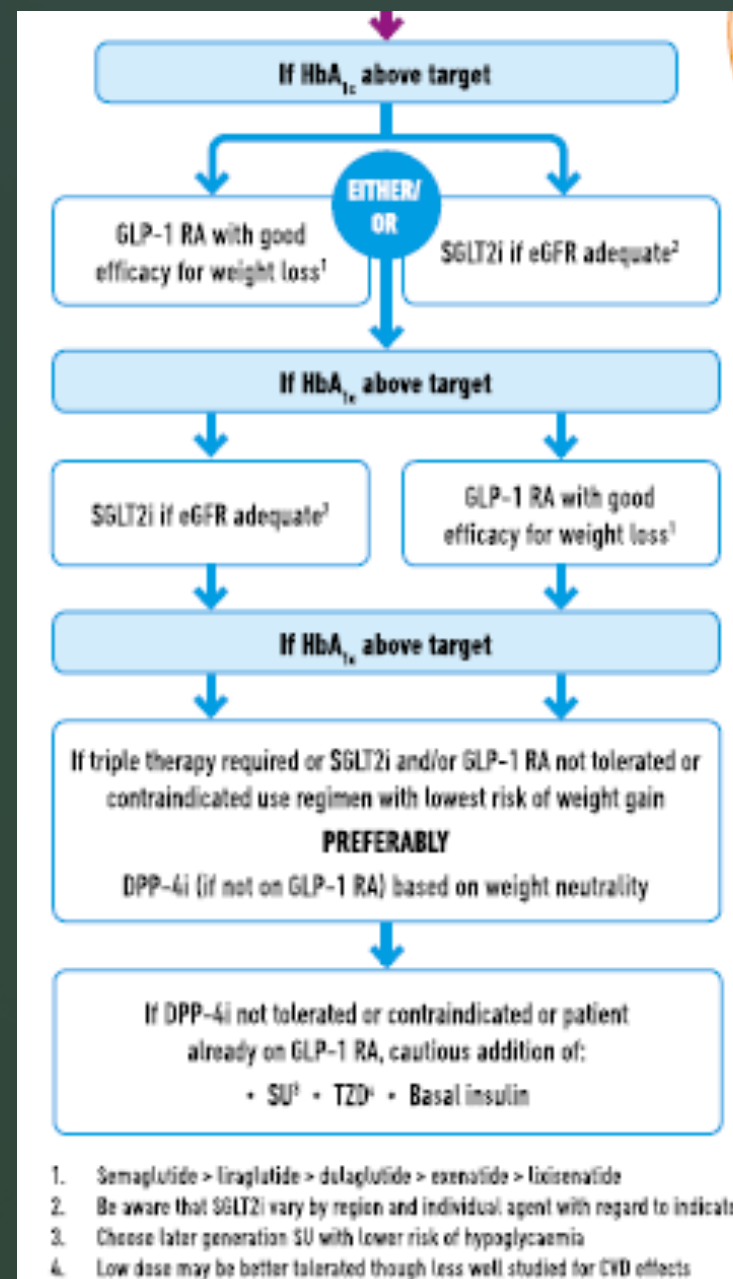 If HbA1c above target
EITHER/
OR
GLP-1 RA with good
efficacy for weight loss¹
SGLT2i if eGFR adequate²
If HbA1c above target
SGLT2i if eGFR adequate²
GLP-1 RA with good
efficacy for weight loss¹
If HbA1c above target
If triple therapy required or SGLT2i and/or GLP-1 RA not tolerated or
contraindicated use regimen with lowest risk of weight gain
PREFERABLY
DPP-4i (if not on GLP-1 RA) based on weight neutrality
If DPP-4i not tolerated or contraindicated or patient
already on GLP-1 RA, cautious addition of:
• SU³ • TZD⁴ • Basal insulin
1. Semaglutide > liraglutide > dulaglutide > exenatide > lixisenatide
2. Be aware that SGLT2i vary by region and individual agent with regard to indicate
3. Choose later generation SU with lower risk of hypoglycaemia
4. Low dose may be better tolerated though less well studied for CVD effects